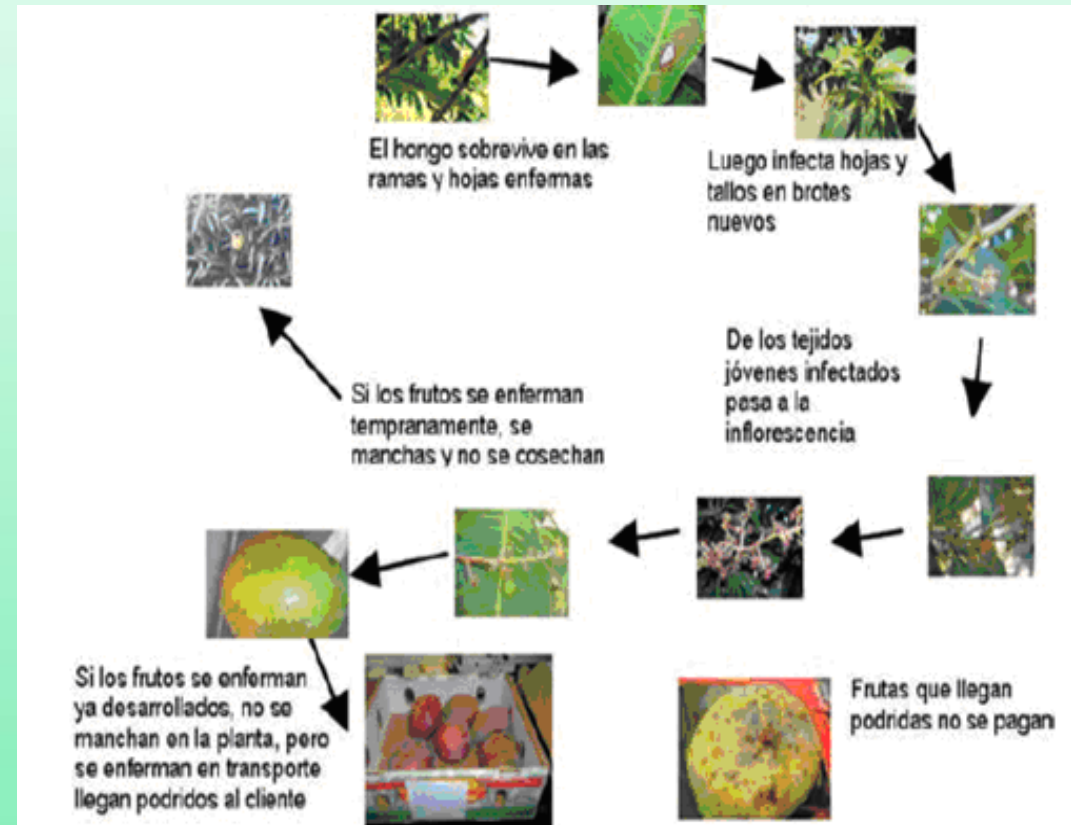 El hongo sobrevive en las
ramas y hojas enfermas
Luego infecta hojas y
tallos en brotes
nuevos
De los tejidos
jóvenes infectados
pasa a la
inflorescencia
Si los frutos se enferman
tempranamente, se
manchas y no se cosechan
Si los frutos se enferman
ya desarrollados, no se
manchan en la planta, pero
se enferman en transporte
llegan podridos al cliente
Frutas que llegan
podridas no se pagan